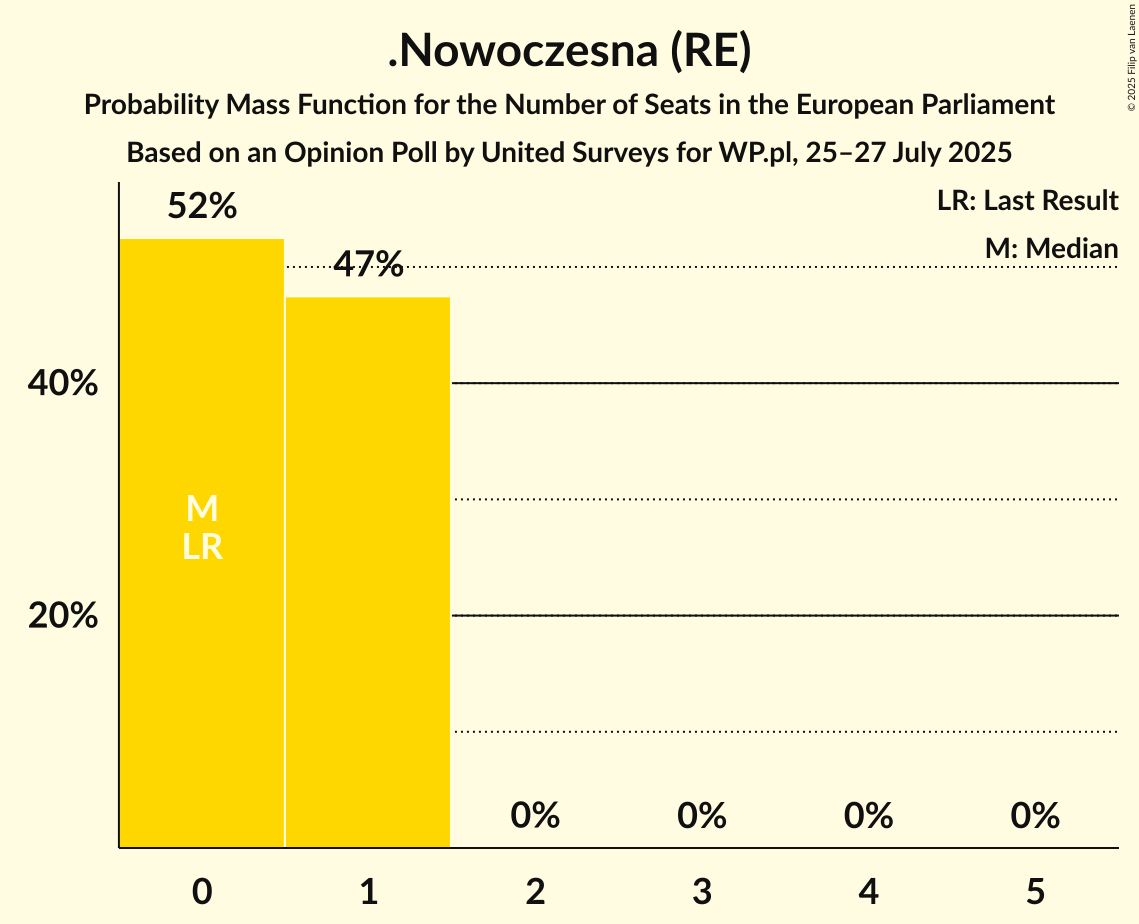 .Nowoczesna (RE)
Probability Mass Function for the Number of Seats in the European Parliament
Based on an Opinion Poll by United Surveys for WP.pl, 25–27 July 2025
© 2025 Filip van Laenen
LR: Last Result
M: Median
52%
47%
40%
20%
M
LR
0%
0%
0%
0%
0
1
2
3
4
5